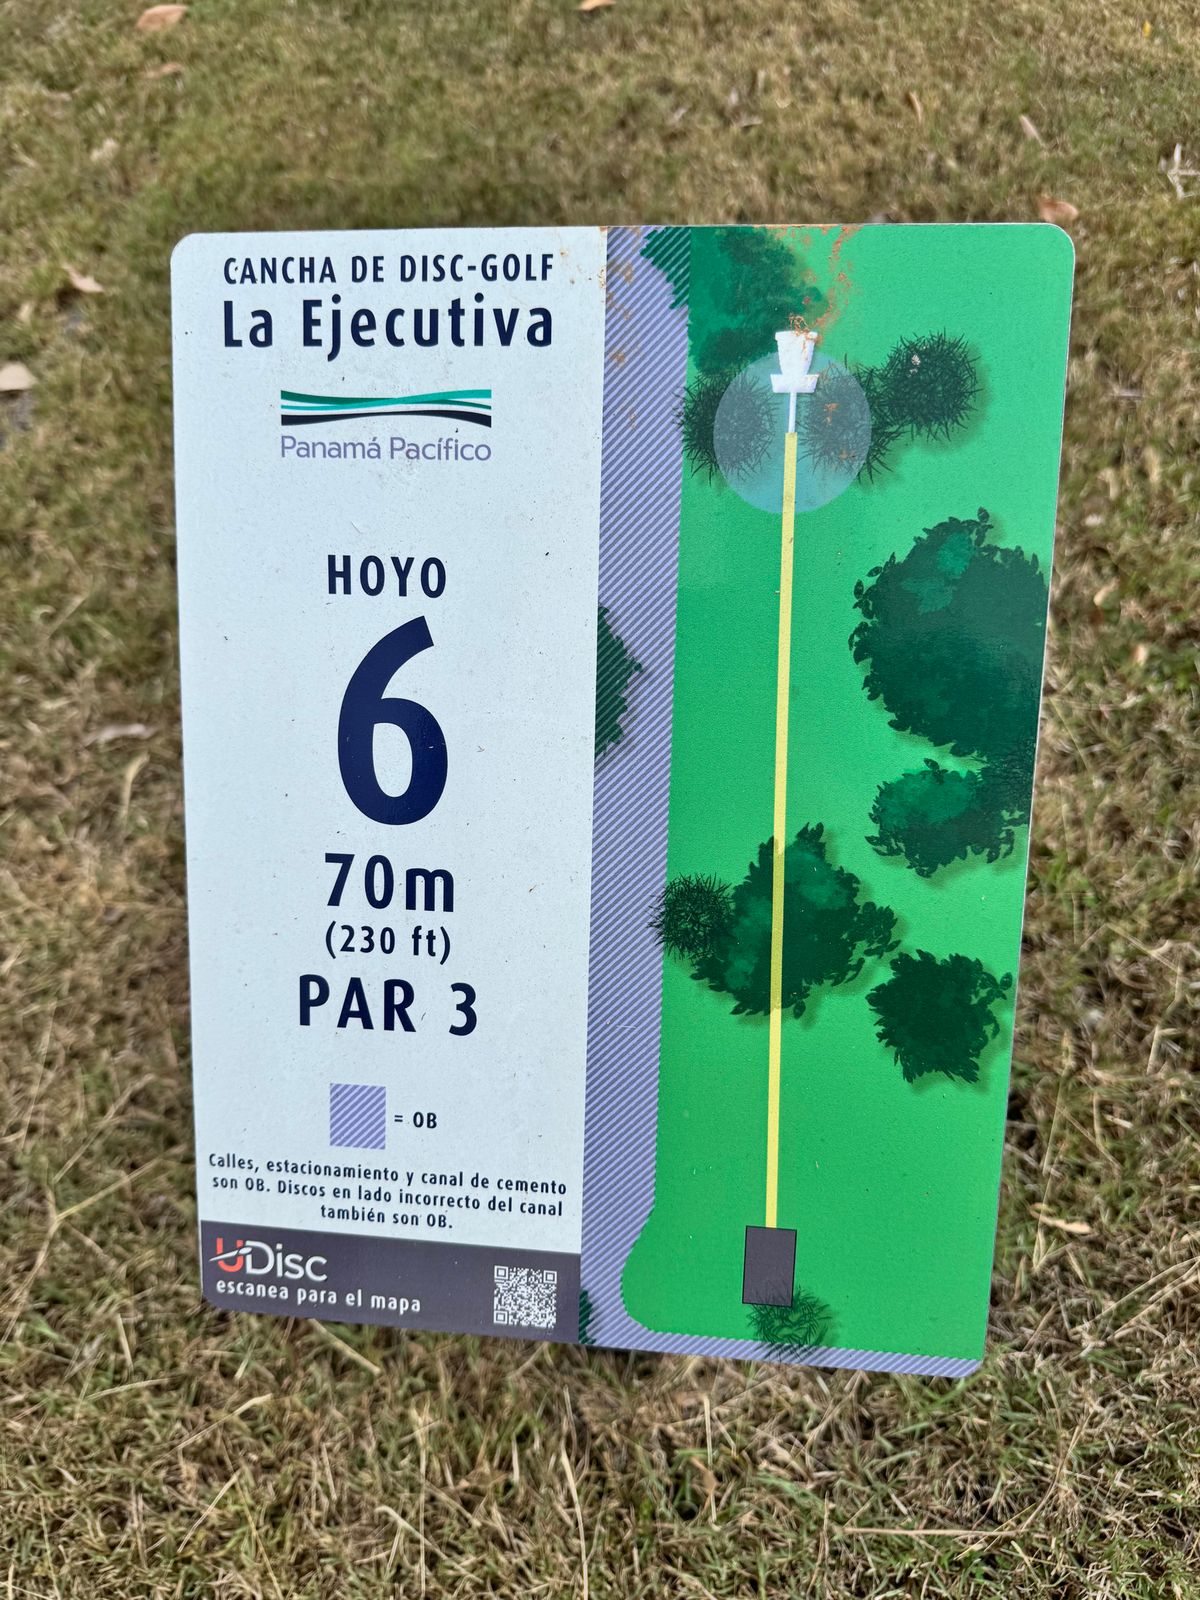 CANCHA DE DISC-GOLF
La Ejecutiva
Panamá Pacífico
HOYO
6
70m
(230 ft)
PAR 3
= OB
Calles, estacionamiento y canal de cemento
son OB. Discos en lado incorrecto del canal
también son OB.
UDisc
escanea para el mapa